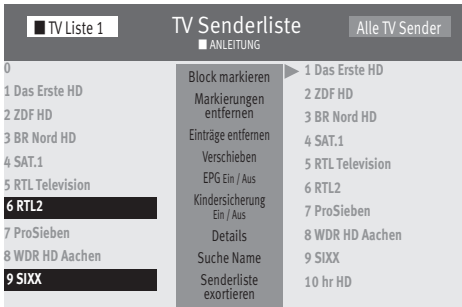 TV Liste 1
TV Senderliste
ANLEITUNG
Alle TV Sender
0
1 Das Erste HD
2 ZDF HD
3 BR Nord HD
4 SAT.1
5 RTL Television
6 RTL2
7 ProSieben
8 WDR HD Aachen
9 SIXX
Block markieren
Markierungen
entfernen
Einträge entfernen
Verschieben
EPG Ein / Aus
Kindersicherung
Ein / Aus
Details
Suche Name
Senderliste
exortieren
1 Das Erste HD
2 ZDF HD
3 BR Nord HD
4 SAT.1
5 RTL Television
6 RTL2
7 ProSieben
8 WDR HD Aachen
9 SIXX
10 hr HD